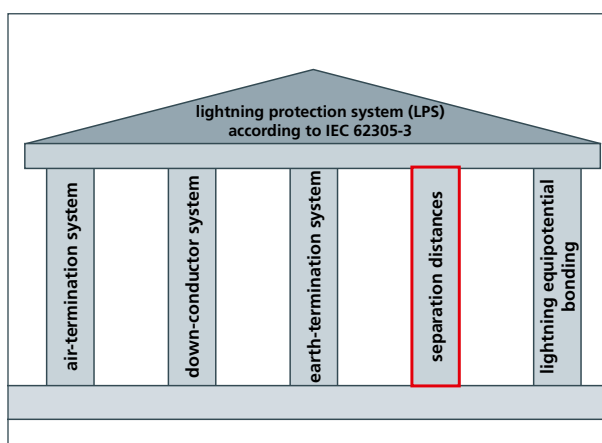 lightning protection system (LPS)
according to IEC 62305-3
air-termination system
down-conductor system
earth-termination system
separation distances
lightning equipotential
bonding